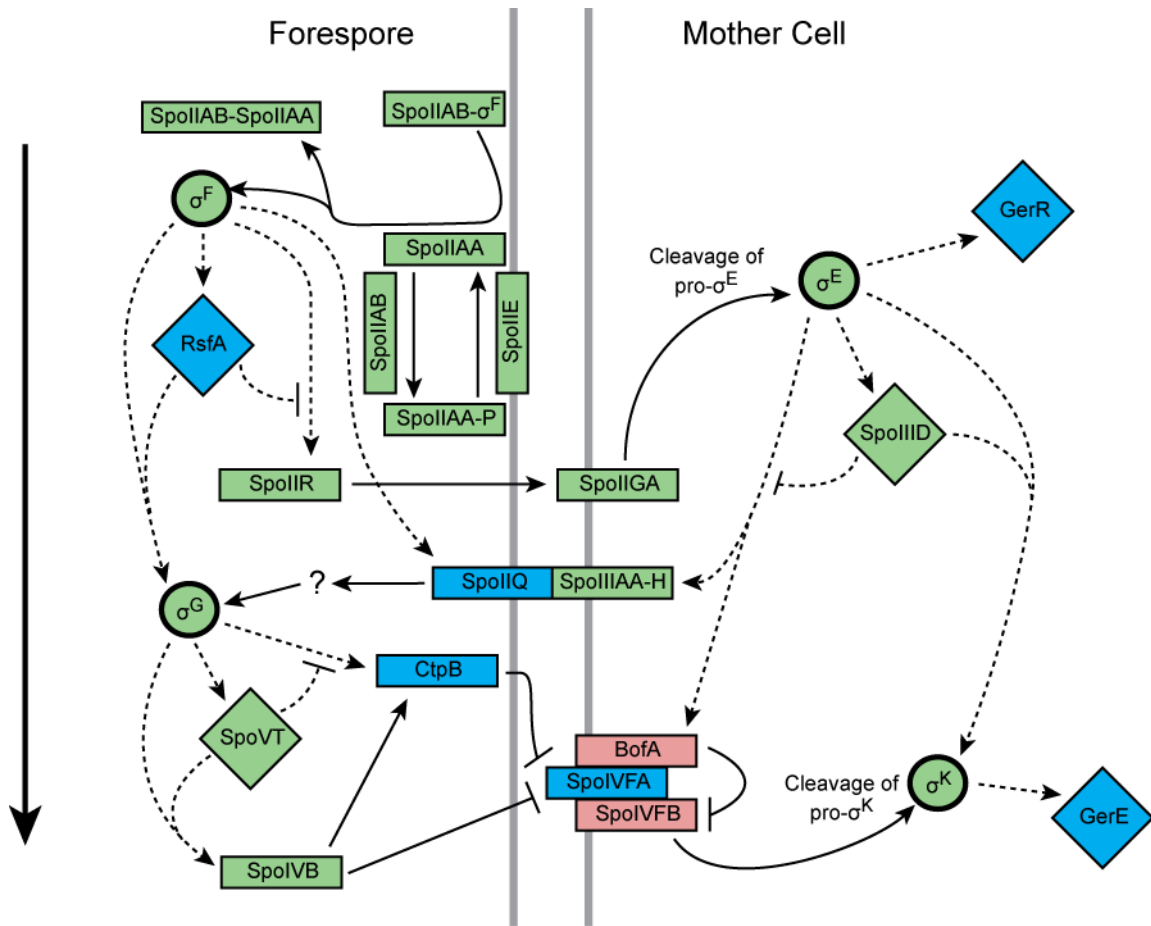 Forespore
Mother Cell
SpoIIAB-SpoIIAA
SpoIIAB-σF
σF
SpoIIAA
SpoIIAB
SpoIIE
SpoIIAA-P
RsfA
GerR
Cleavage of
pro-σE
σE
SpoIIID
SpoIIR
SpoIIGA
?
SpoIIQ
SpoIIIAA-H
σG
CtpB
SpoVT
BofA
SpoIVFA
SpoIVFB
Cleavage of
pro-σK
σK
GerE
SpoIVB